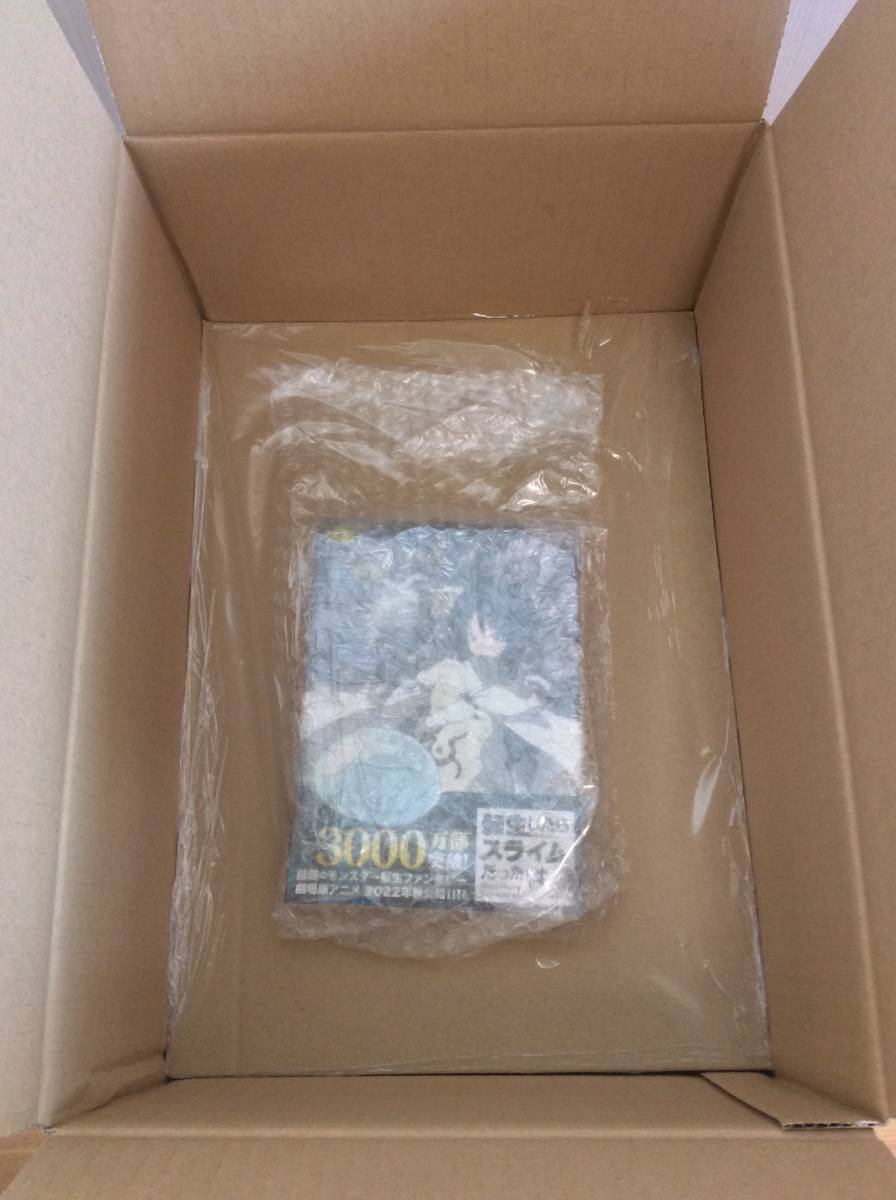 3000万部
突破!
話題のモンスター転生ファンタジー
劇場版アニメ 2022年秋公開!!!!
転生したら
スライム
だった件